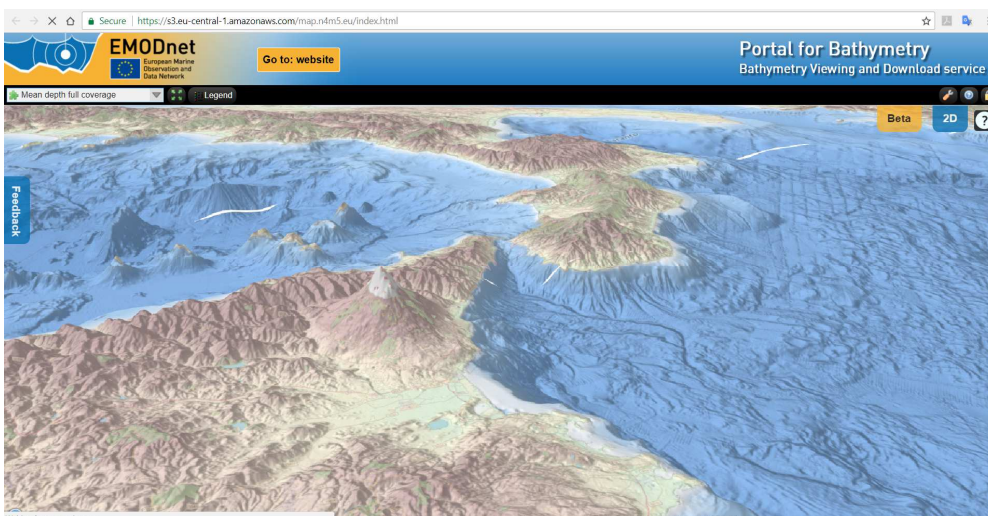 Secure | https://s3.eu-central-1.amazonaws.com/map.n4m5.eu/index.html
EMODnet
European Marine
Observation and
Data Network
Go to: website
Portal for Bathymetry
Bathymetry Viewing and Download service
Mean depth full coverage
Legend
Beta
2D
?
Feedback